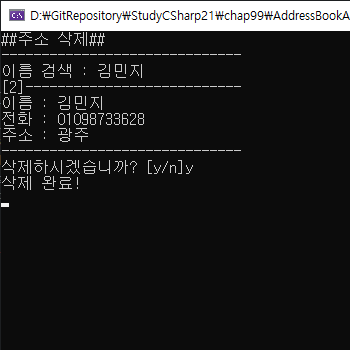 D:₩GitRepository₩StudyCSharp21₩chap99₩AddressBookA
##주소 삭제##
------------------------------
이름 검색 : 김민지
[2]---------------------------
이름 : 김민지
전화 : 01098733628
주소 : 광주
------------------------------
삭제하시겠습니까? [y/n]y
삭제 완료!